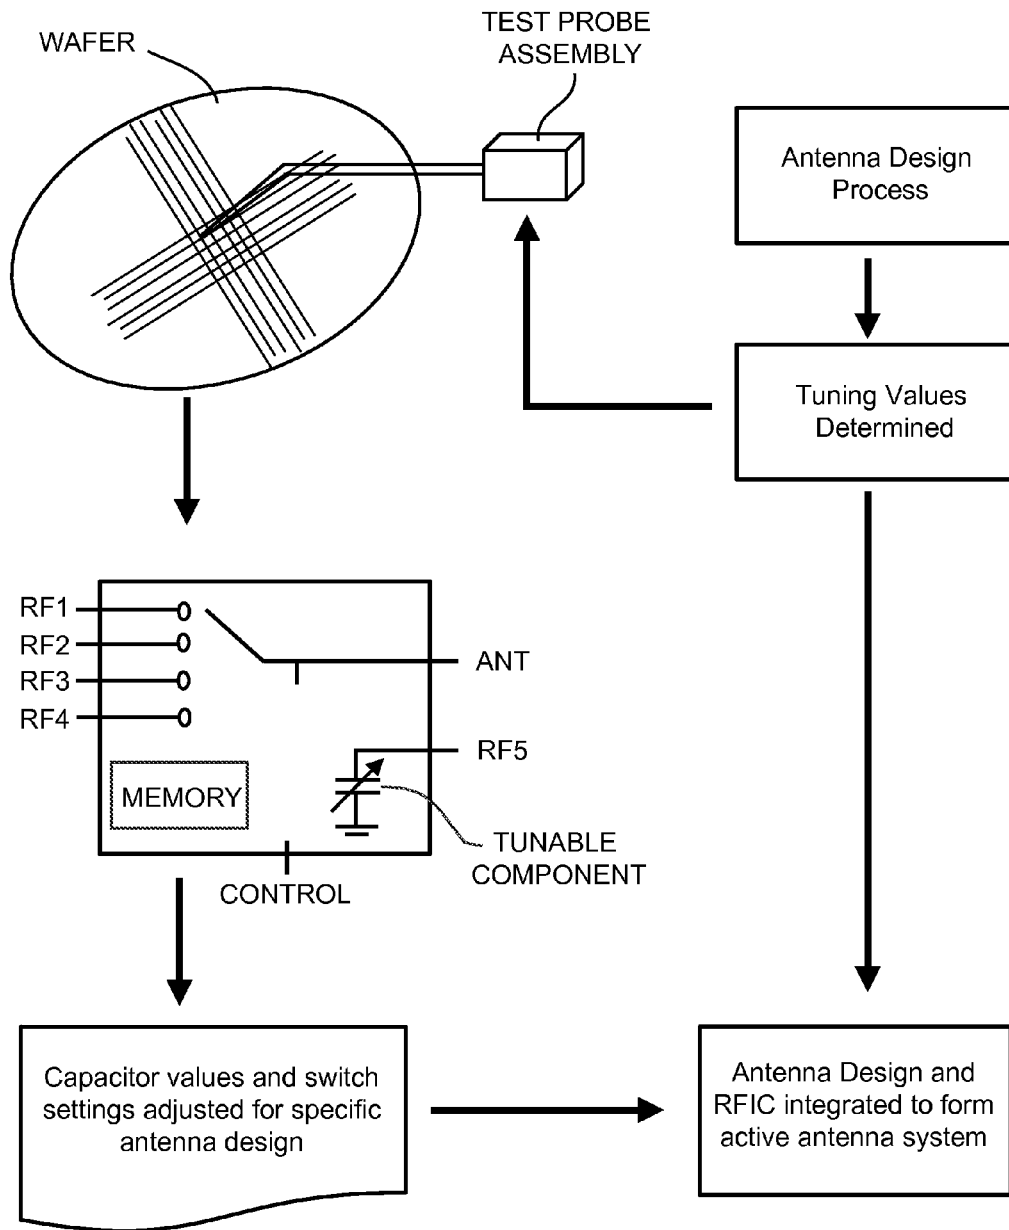 WAFER
TEST PROBE
ASSEMBLY
Antenna Design
Process
Tuning Values
Determined
RF1
RF2
RF3
RF4
ANT
RF5
MEMORY
TUNABLE
COMPONENT
CONTROL
Capacitor values and switch
settings adjusted for specific
antenna design
Antenna Design and
RFIC integrated to form
active antenna system